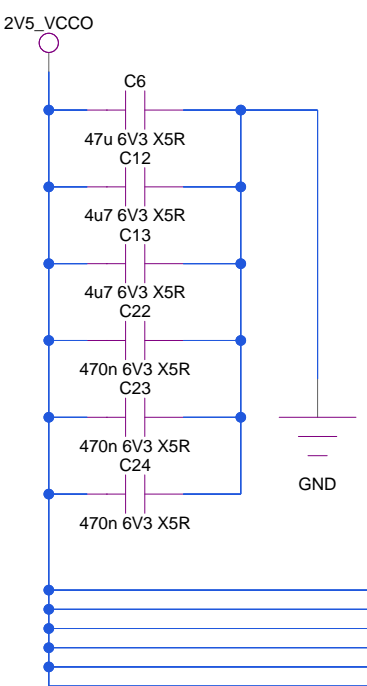 2V5_VCCO
C6
47u 6V3 X5R
C12
4u7 6V3 X5R
C13
4u7 6V3 X5R
C22
470n 6V3 X5R
C23
470n 6V3 X5R
C24
470n 6V3 X5R
GND